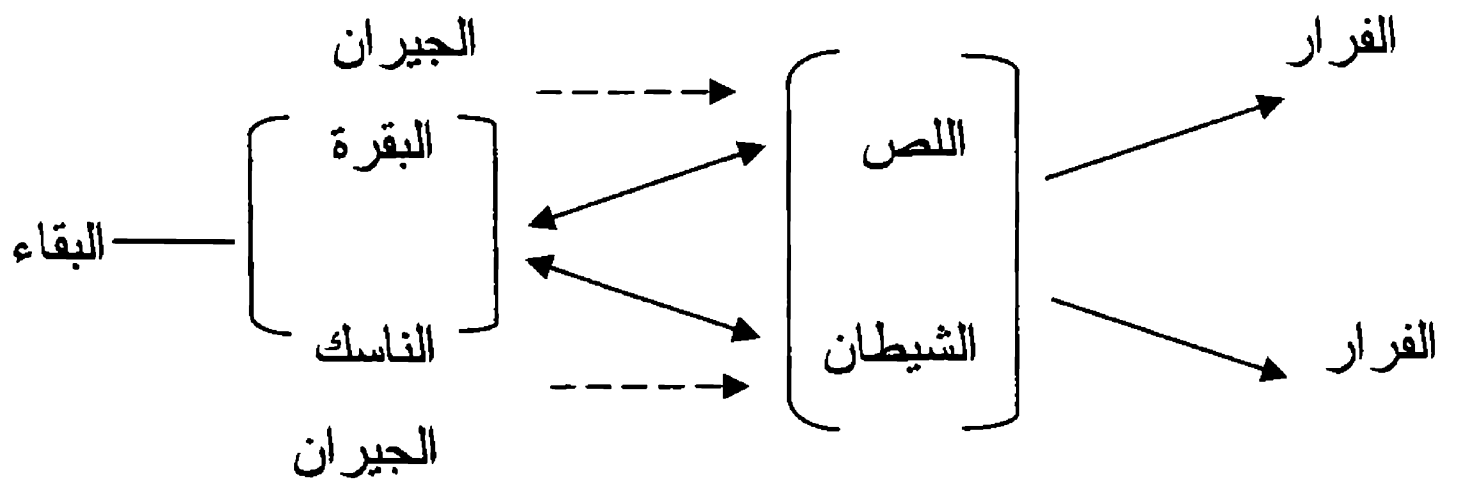 الفرار
الجيران
اللص
البقرة
البقاء
الفرار
الشيطان
الناسك
الجيران